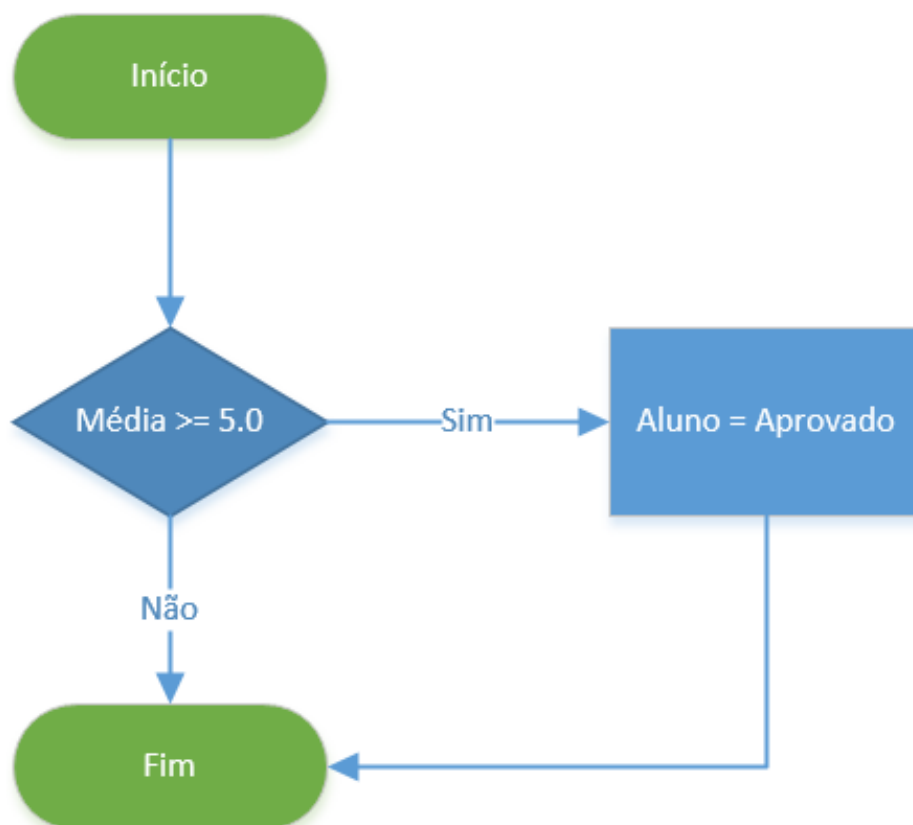 Início
Média >= 5.0
Sim
Aluno = Aprovado
Não
Fim